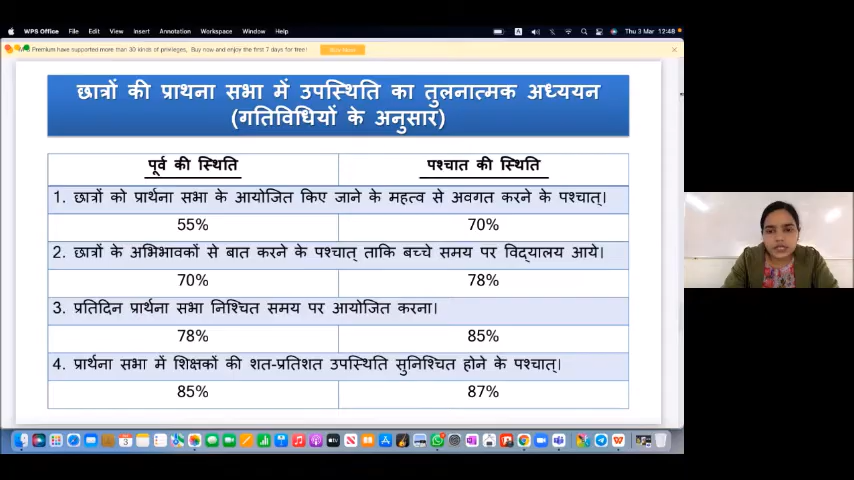 WPS Office File Edit View Insert Annotation Workspace Window Help Thu 3 Mar 12:48
Premium have supported more than 30 kinds of privileges, Buy now and enjoy the first 7 days for free!
Buy Now
छात्रों की प्राथना सभा में उपस्थिति का तुलनात्मक अध्ययन
(गतिविधियों के अनुसार)
पूर्व की स्थिति पश्चात की स्थिति
1. छात्रों को प्रार्थना सभा के आयोजित किए जाने के महत्व से अवगत करने के पश्चात्।
55% 70%
2. छात्रों के अभिभावकों से बात करने के पश्चात् ताकि बच्चे समय पर विद्यालय आये।
70% 78%
3. प्रतिदिन प्रार्थना सभा निश्चित समय पर आयोजित करना।
78% 85%
4. प्रार्थना सभा में शिक्षकों की शत-प्रतिशत उपस्थिति सुनिश्चित होने के पश्चात्।
85% 87%